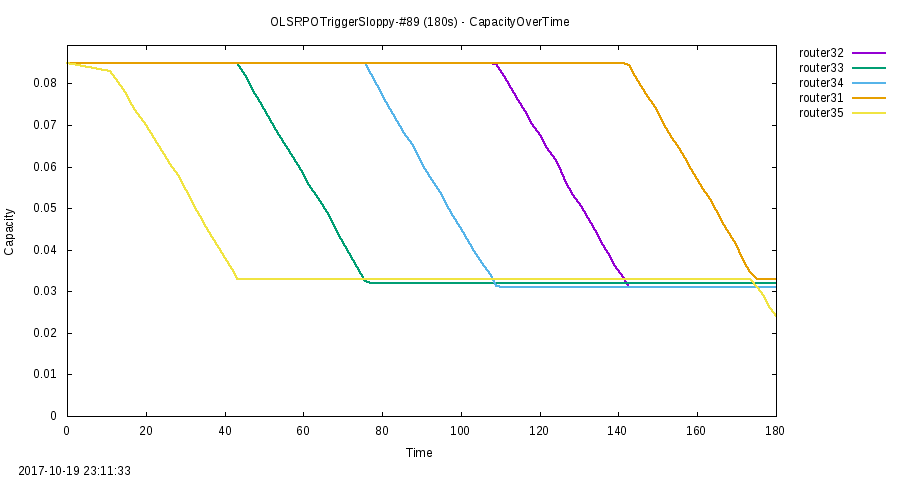 OLSRPOTriggerSloppy-#89 (180s) - CapacityOverTime
router32
router33
router34
router31
router35
Capacity
0.08
0.07
0.06
0.05
0.04
0.03
0.02
0.01
0
0 20 40 60 80 100 120 140 160 180
Time
2017-10-19 23:11:33